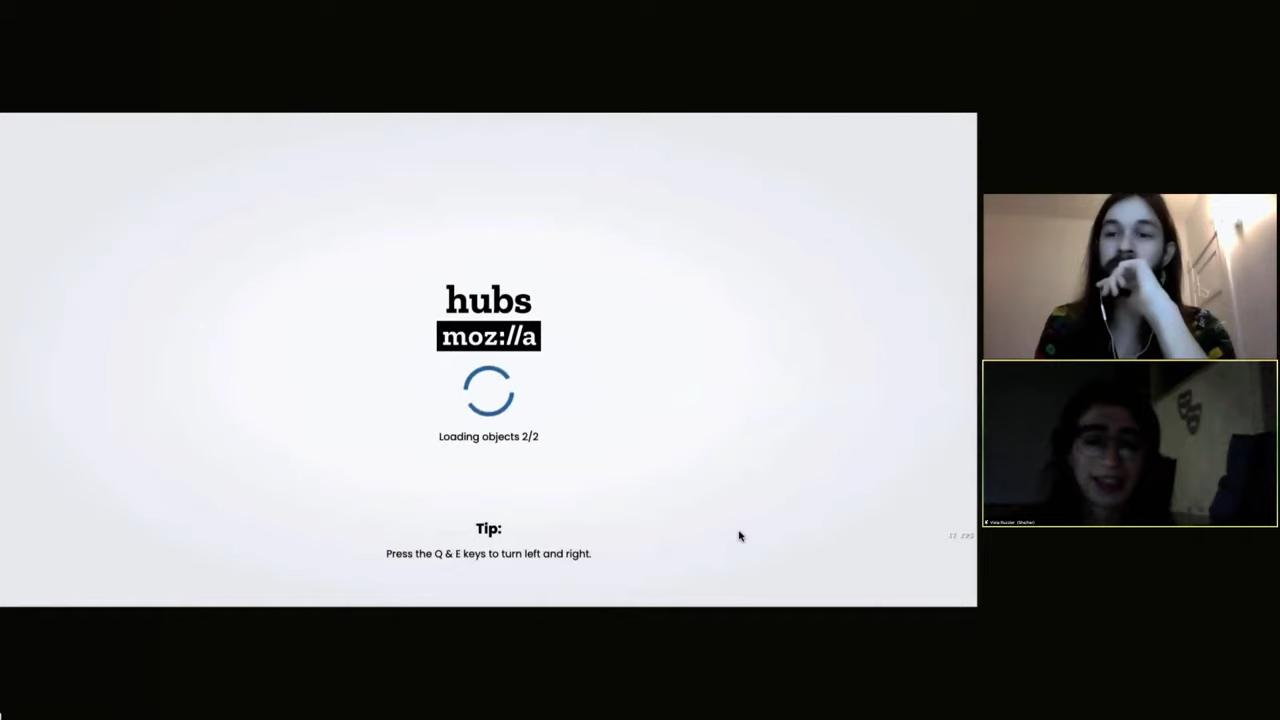 hubs
moz://a
Loading objects 2/2
Tip:
Press the Q & E keys to turn left and right.